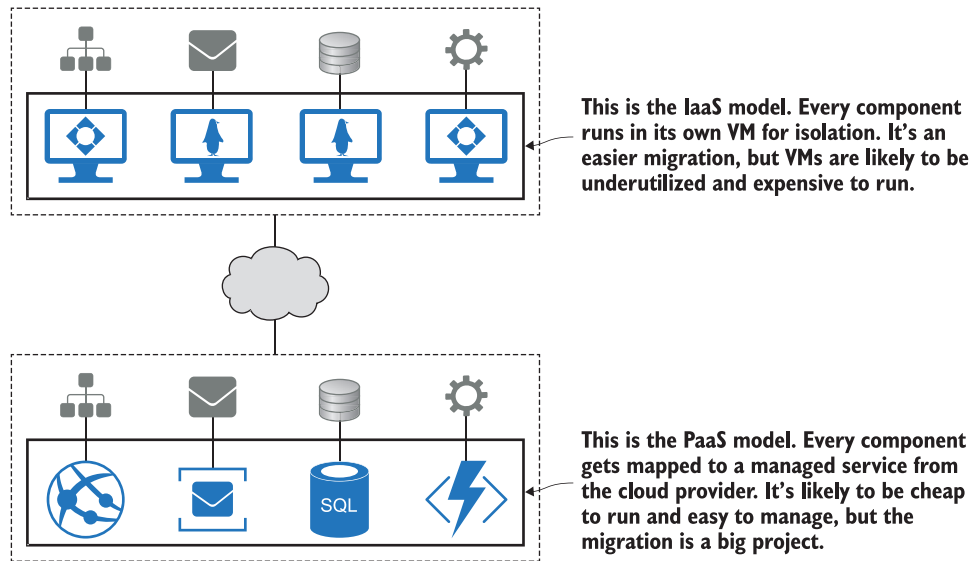 This is the IaaS model. Every component
runs in its own VM for isolation. It's an
easier migration, but VMs are likely to be
underutilized and expensive to run.
This is the PaaS model. Every component
gets mapped to a managed service from
the cloud provider. It's likely to be cheap
to run and easy to manage, but the
migration is a big project.
SQL